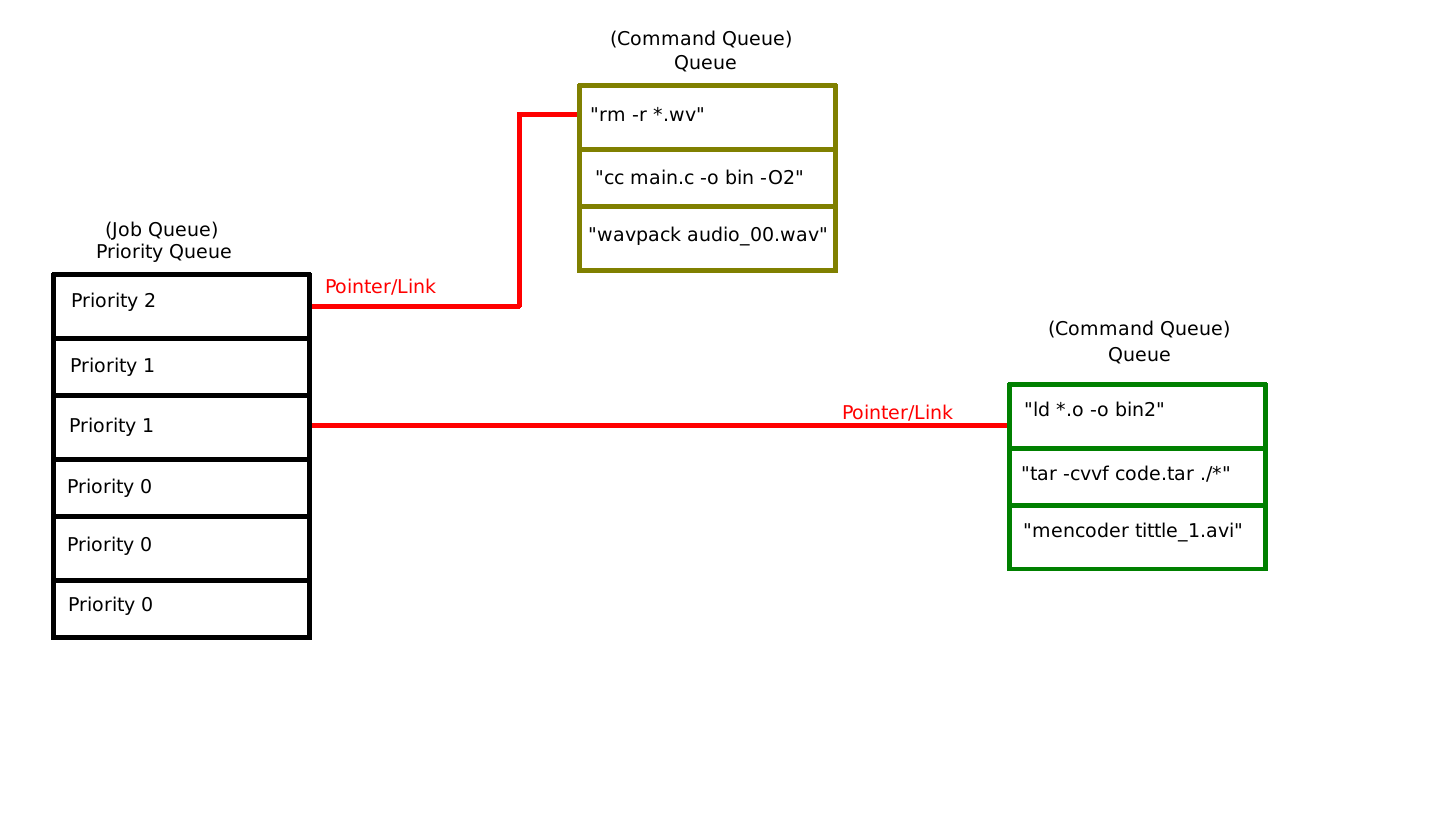 (Command Queue)
Queue
"rm -r *.wv"
"cc main.c -o bin -O2"
"wavpack audio_00.wav"
(Job Queue)
Priority Queue
Priority 2
Priority 1
Priority 1
Priority 0
Priority 0
Priority 0
Pointer/Link
Pointer/Link
(Command Queue)
Queue
"ld *.o -o bin2"
"tar -cvvf code.tar ./*"
"mencoder tittle_1.avi"